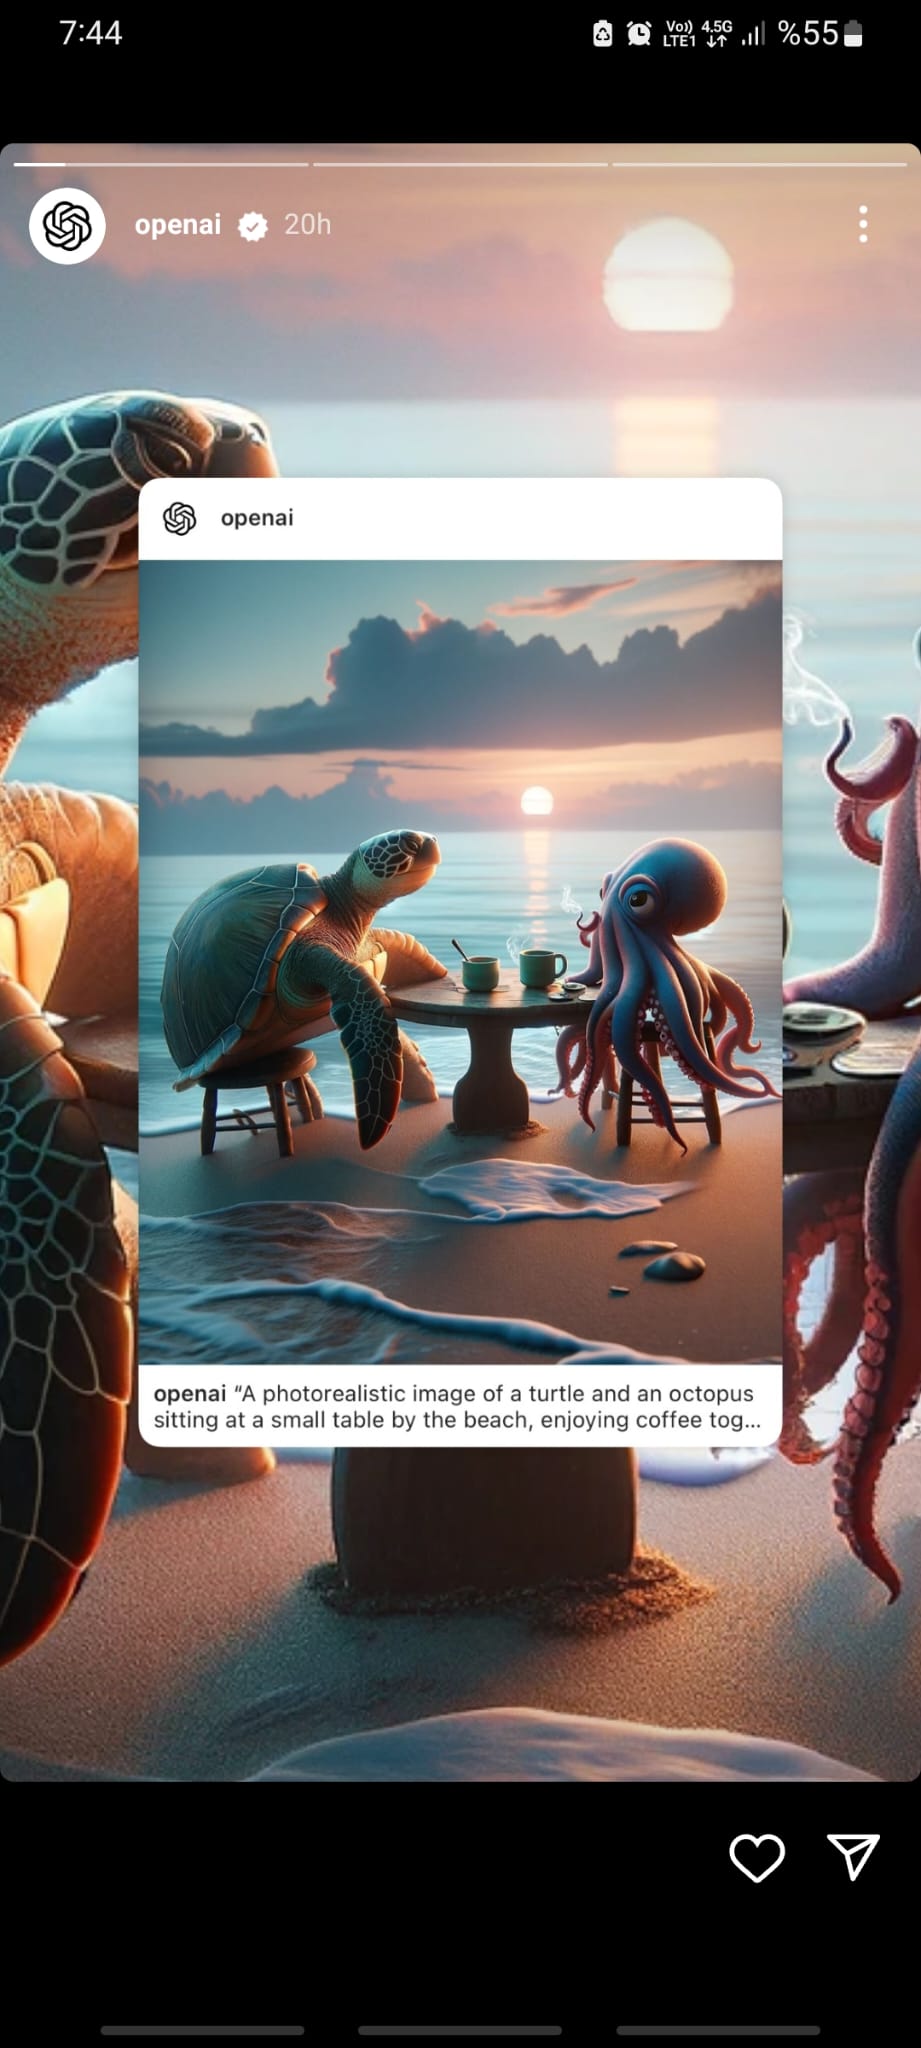 7:44
Vo)) LTE1 4.5G %55
openai 20h
openai
openai “A photorealistic image of a turtle and an octopus
sitting at a small table by the beach, enjoying coffee tog...